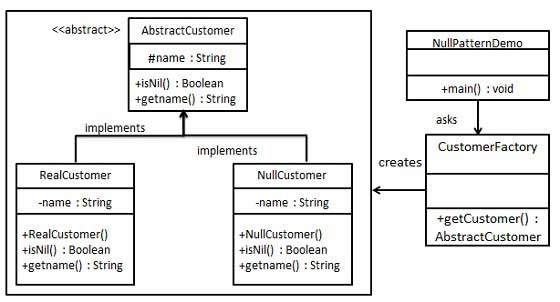 <<abstract>>
AbstractCustomer
#name : String
+isNil() : Boolean
+getname() : String
implements
implements
RealCustomer
-name : String
+RealCustomer()
+isNil() : Boolean
+getname() : String
NullCustomer
-name : String
+NullCustomer()
+isNil() : Boolean
+getname() : String
NullPatternDemo
+main() : void
asks
creates
CustomerFactory
+getCustomer() :
AbstractCustomer